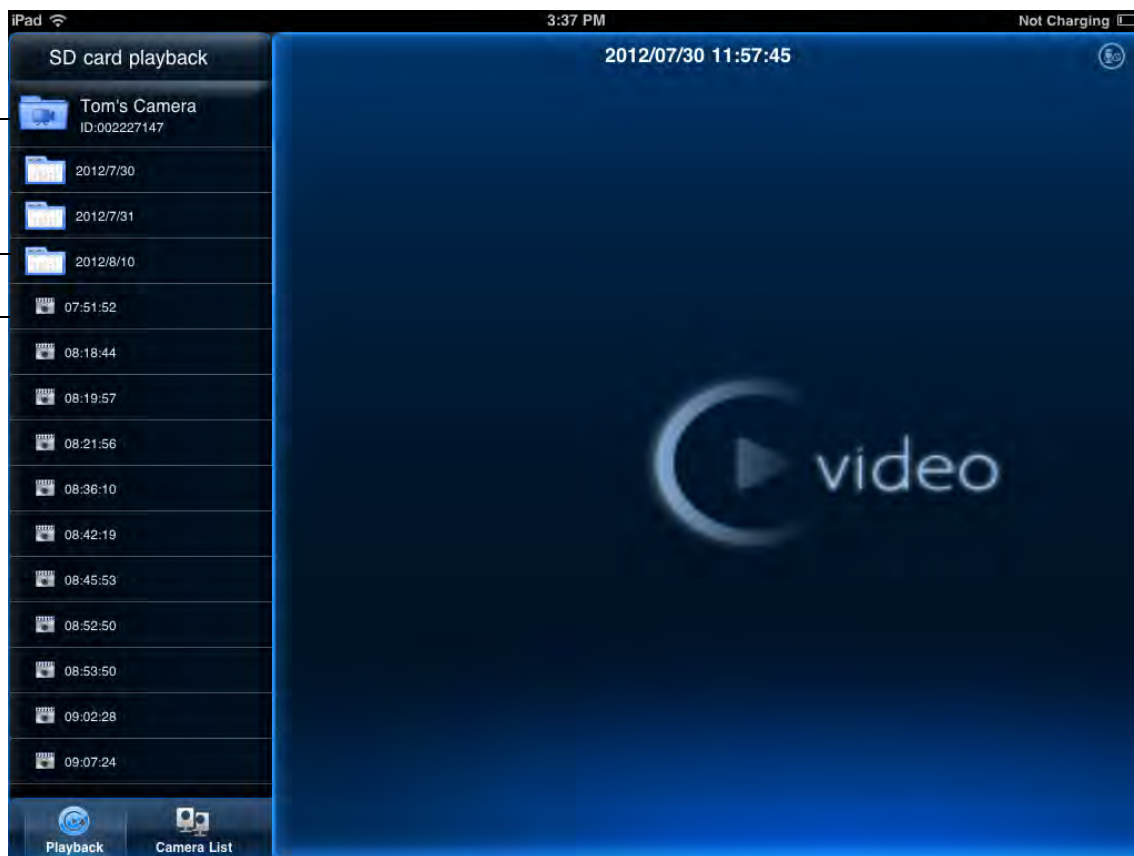 iPad 3:37 PM Not Charging
SD card playback
2012/07/30 11:57:45
Tom's Camera
ID:002227147
2012/7/30
2012/7/31
2012/8/10
07:51:52
08:18:44
08:19:57
08:21:56
08:36:10
08:42:19
08:45:53
08:52:50
08:53:50
09:02:28
09:07:24
video
Playback Camera List